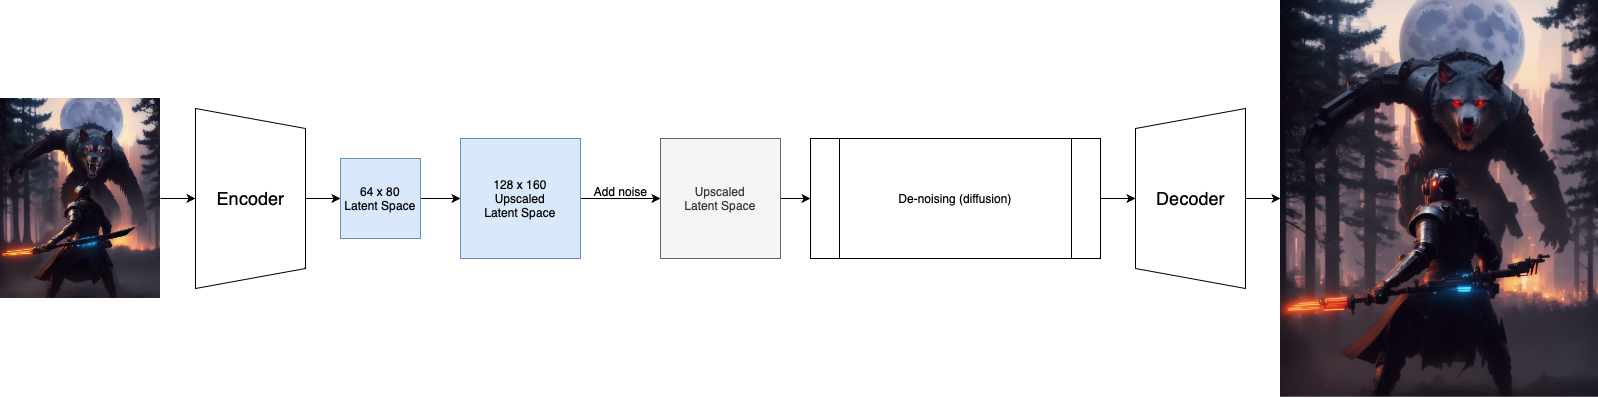 Encoder
64 x 80
Latent Space
128 x 160
Upscaled
Latent Space
Add noise
Upscaled
Latent Space
De-noising (diffusion)
Decoder